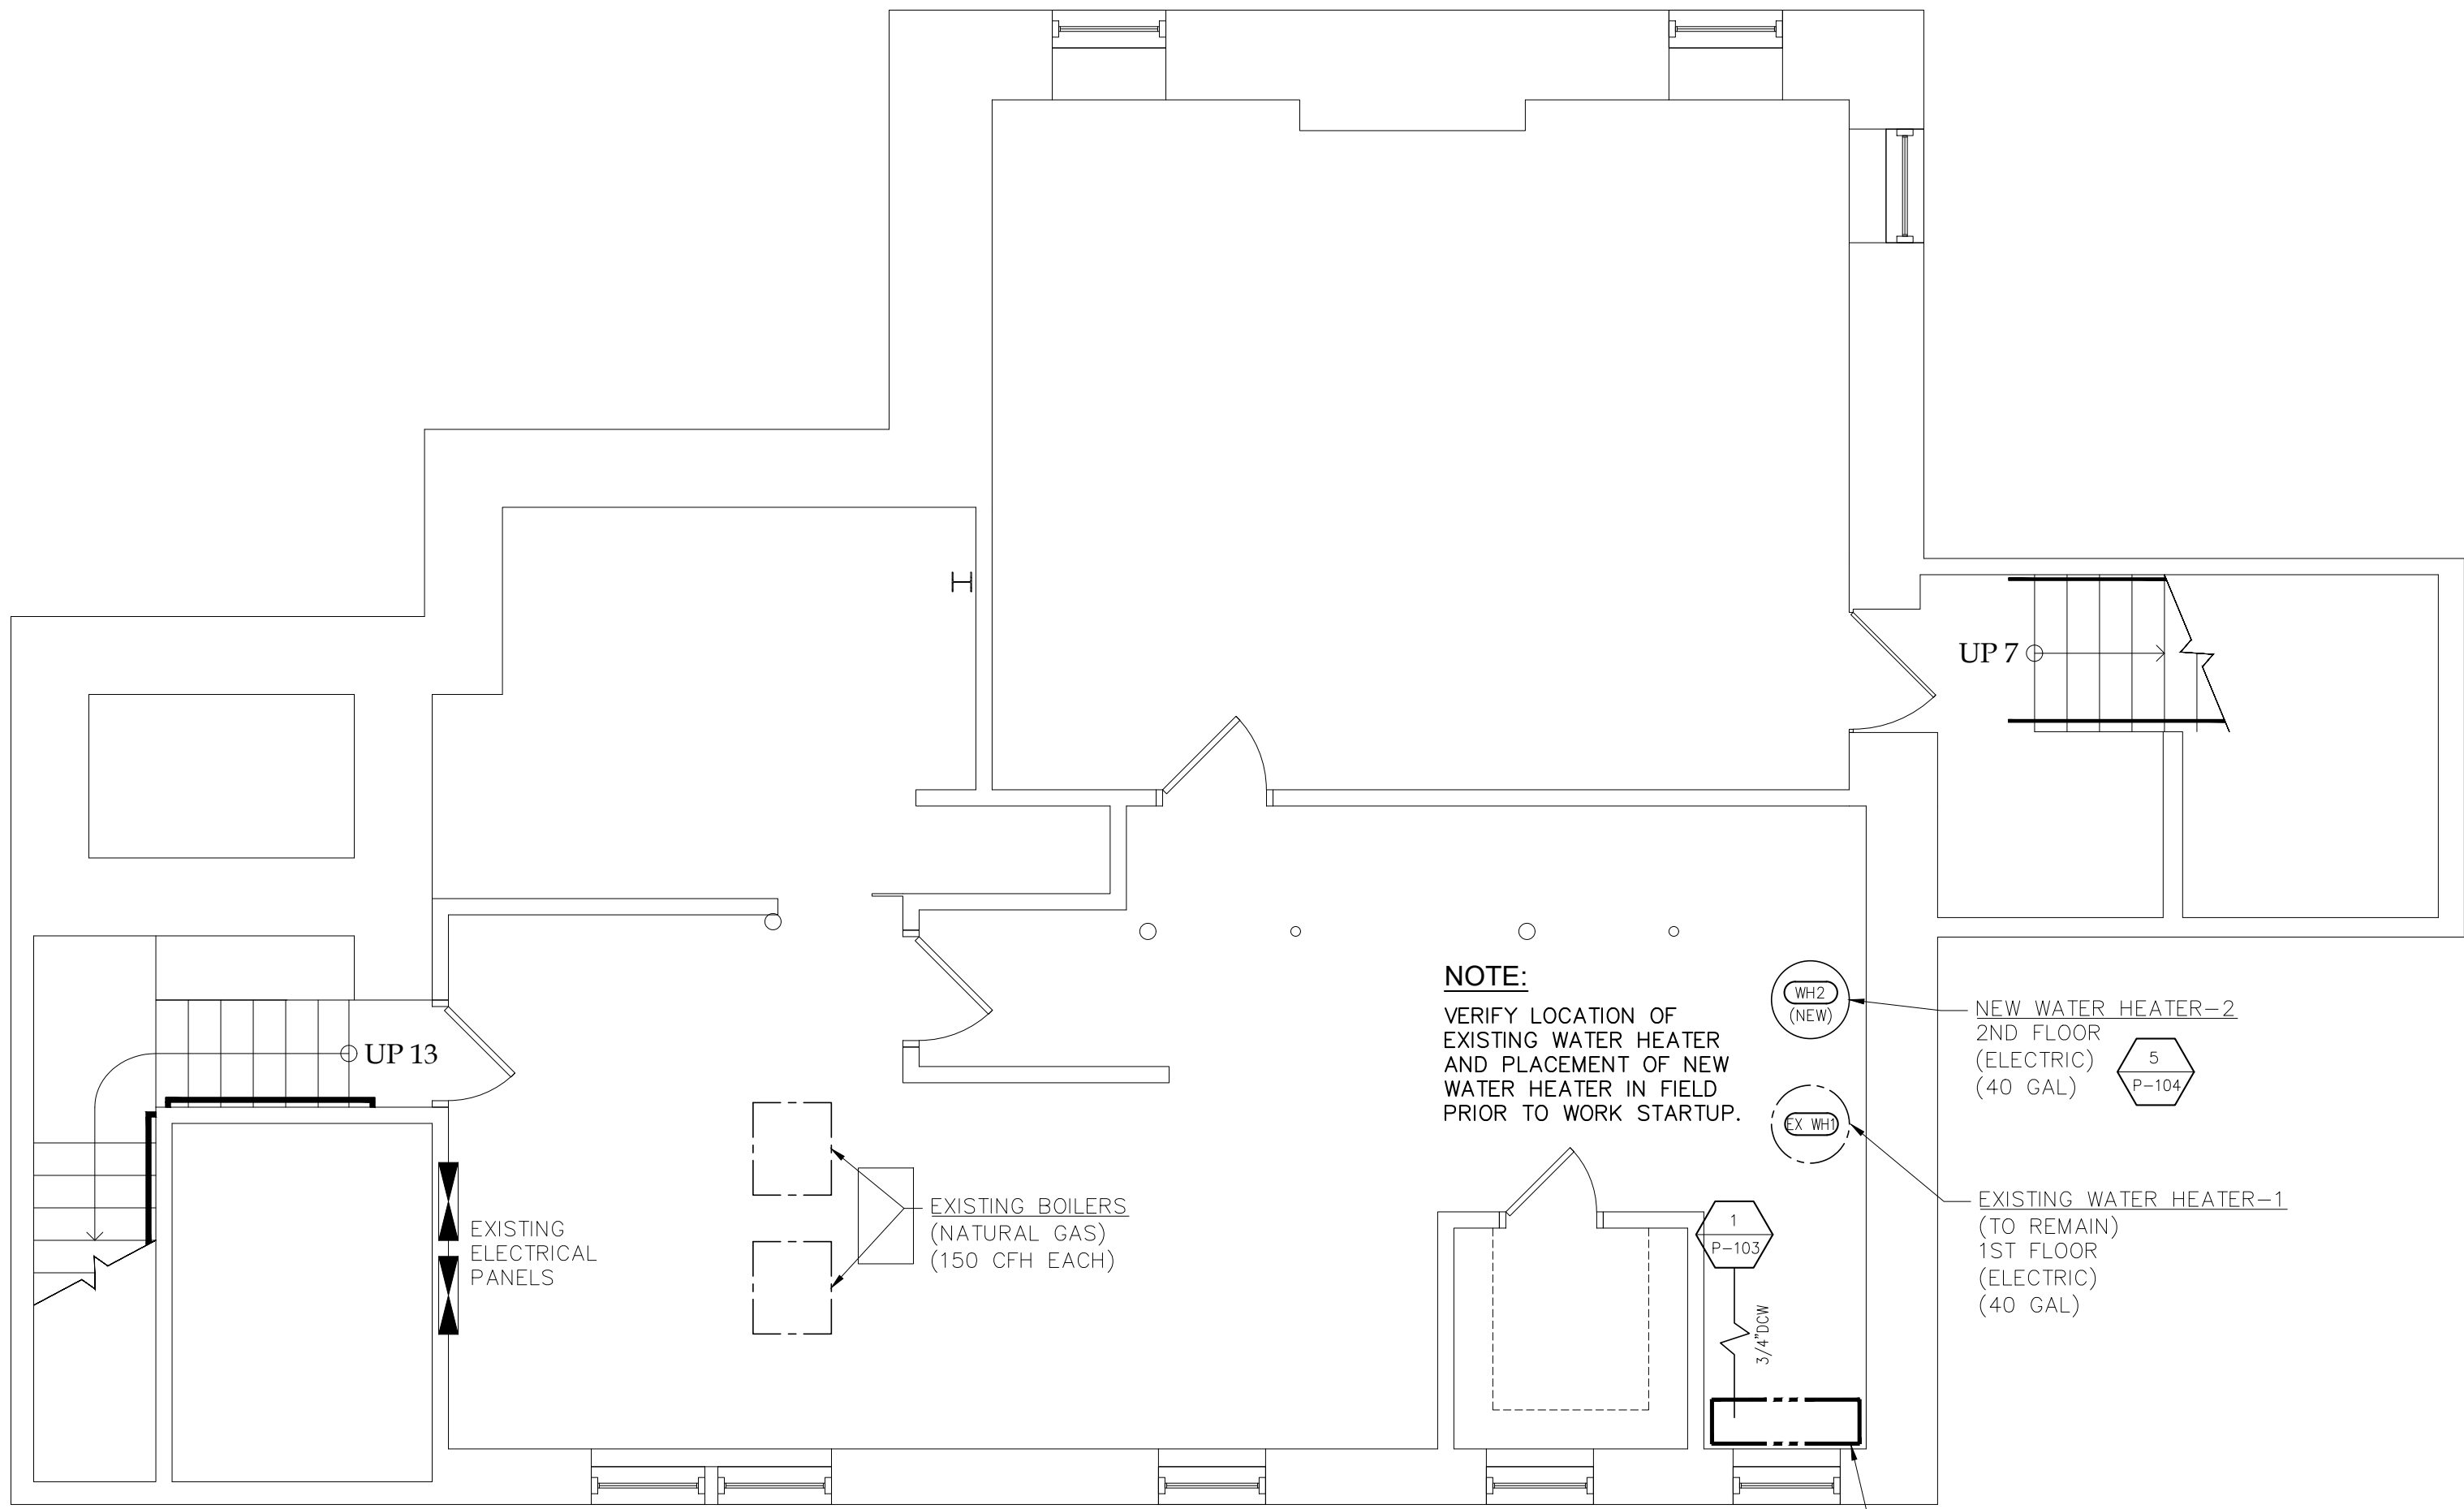 UP 7
UP 13
NOTE:
VERIFY LOCATION OF
EXISTING WATER HEATER
AND PLACEMENT OF NEW
WATER HEATER IN FIELD
PRIOR TO WORK STARTUP.
WH2
(NEW)
NEW WATER HEATER-2
2ND FLOOR
(ELECTRIC)
(40 GAL)
5
P-104
EX WH1
EXISTING WATER HEATER-1
(TO REMAIN)
1ST FLOOR
(ELECTRIC)
(40 GAL)
EXISTING BOILERS
(NATURAL GAS)
(150 CFH EACH)
EXISTING
ELECTRICAL
PANELS
1
P-103
3/4"DCW